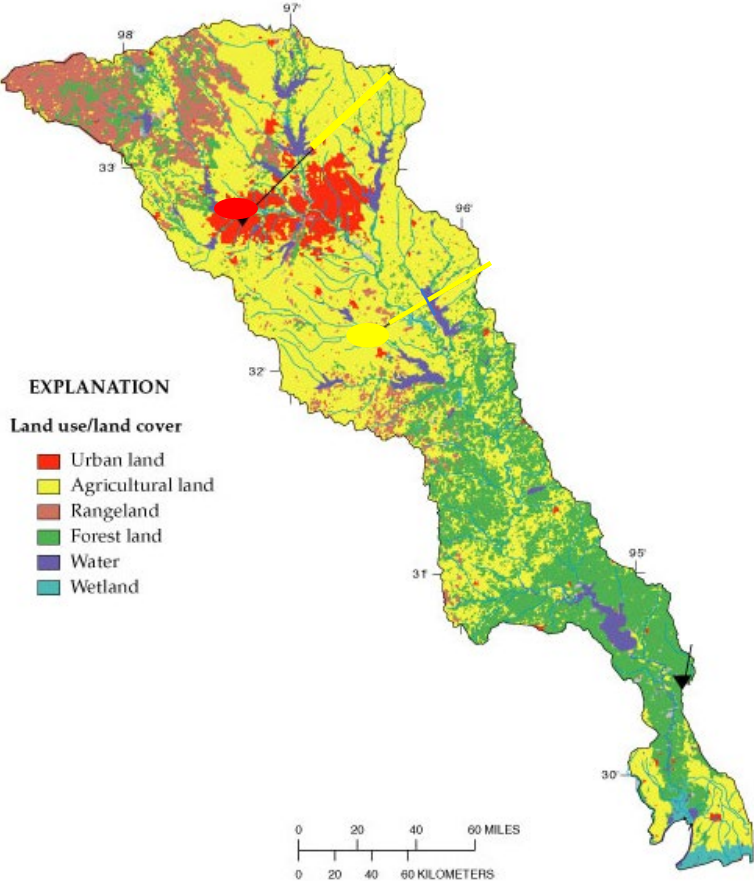 97'
98'
33'
96'
32'
EXPLANATION
Land use/land cover
Urban land
Agricultural land
Rangeland
Forest land
Water
Wetland
95'
31'
30'
0 20 40 60 MILES
0 20 40 60 KILOMETERS